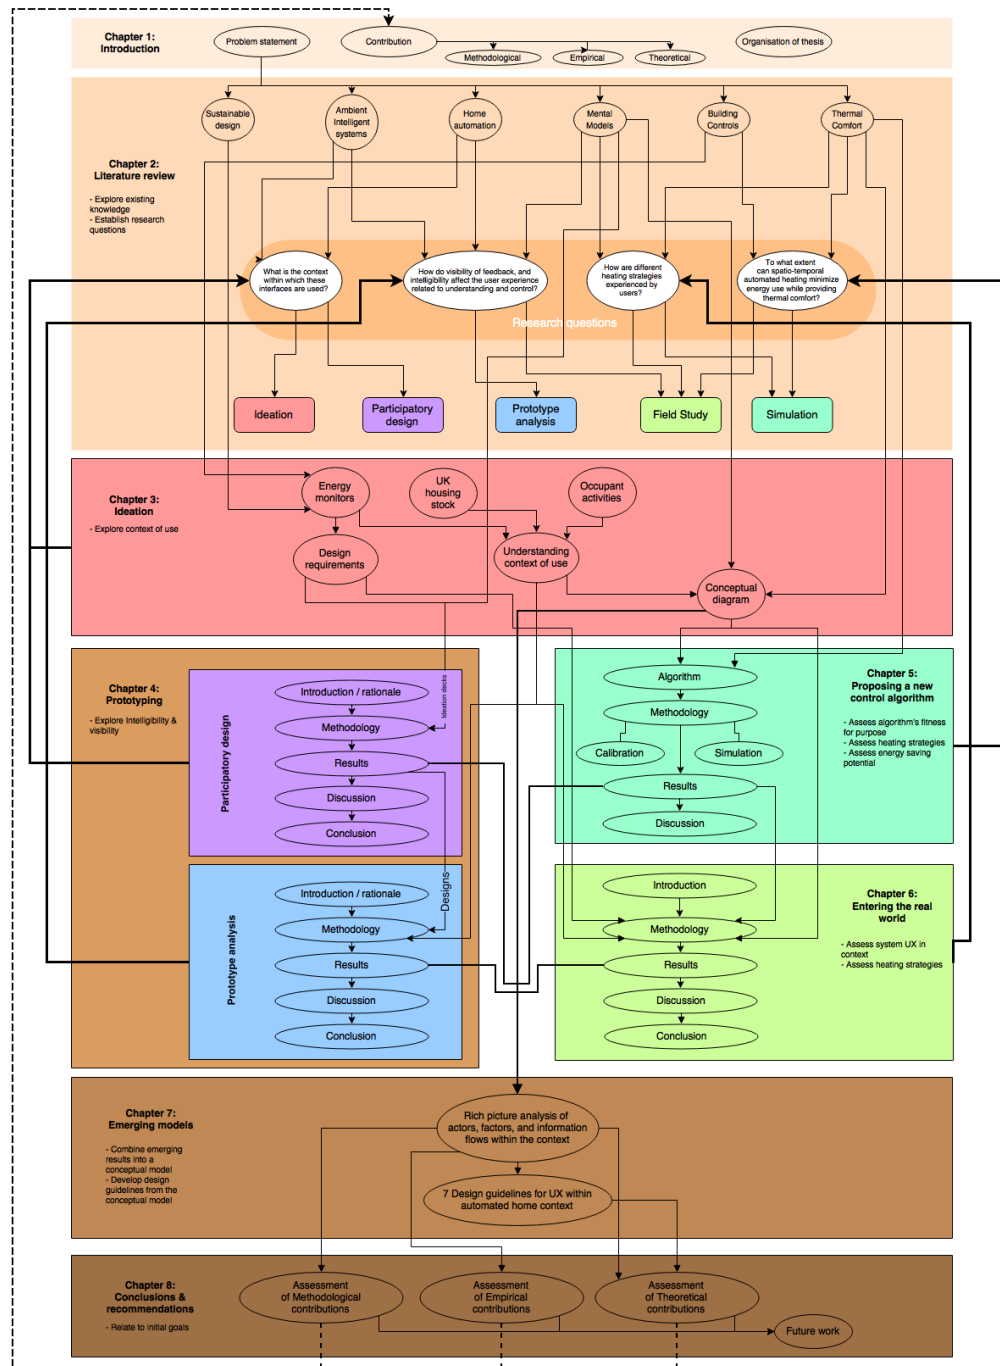 Chapter 1:
Introduction
Problem statement
Contribution
Organisation of thesis
Methodological
Empirical
Theoretical
Sustainable
design
Ambient
Intelligent
systems
Home
automation
Mental
Models
Building
Controls
Thermal
Comfort
Chapter 2:
Literature review
- Explore existing
knowledge
- Establish research
questions
What is the context
within which these
interfaces are used?
How do visibility of feedback, and
intelligibility affect the user experience
related to understanding and control?
How are different
heating strategies
experienced by
users?
To what extent
can spatio-temporal
automated heating minimize
energy use while providing
thermal comfort?
Research questions
Ideation
Participatory
design
Prototype
analysis
Field Study
Simulation
Chapter 3:
Ideation
- Explore context of use
Energy
monitors
UK
housing
stock
Occupant
activities
Design
requirements
Understanding
context of use
Conceptual
diagram
Chapter 4:
Prototyping
- Explore Intelligibility &
visibility
Participatory design
Introduction / rationale
Methodology
Results
Discussion
Conclusion
Ideation decks
Designs
Prototype analysis
Introduction / rationale
Methodology
Results
Discussion
Conclusion
Chapter 5:
Proposing a new
control algorithm
- Assess algorithm's fitness
for purpose
- Assess heating strategies
- Assess energy saving
potential
Algorithm
Methodology
Calibration
Simulation
Results
Discussion
Chapter 6:
Entering the real
world
- Assess system UX in
context
- Assess heating strategies
Introduction
Methodology
Results
Discussion
Conclusion
Chapter 7:
Emerging models
- Combine emerging
results into a
conceptual model
- Develop design
guidelines from the
conceptual model
Rich picture analysis of
actors, factors, and information
flows within the context
7 Design guidelines for UX within
automated home context
Chapter 8:
Conclusions &
recommendations
- Relate to initial goals
Assessment
of Methodological
contributions
Assessment
of Empirical
contributions
Assessment
of Theoretical
contributions
Future work